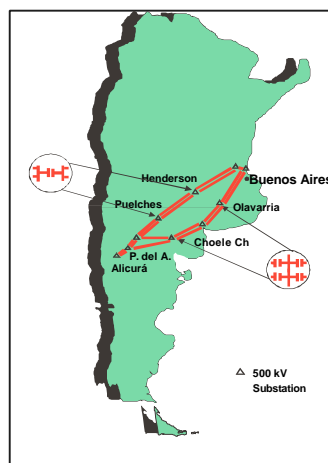 Henderson
Buenos Aires
Puelches
Olavarria
Choele Ch
P. del A.
Alicurá
500 kV
Substation